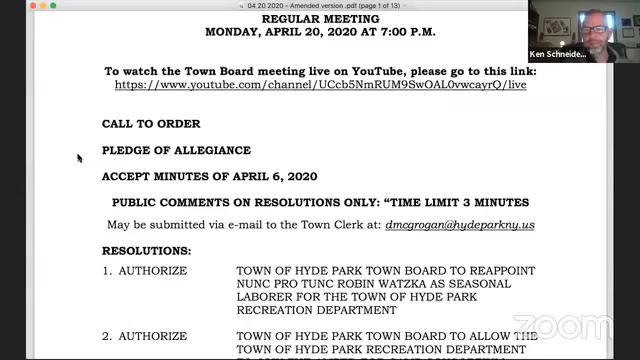 04 20 2020 - Amended version .pdf (page 1 of 13)
REGULAR MEETING
MONDAY, APRIL 20, 2020 AT 7:00 P.M.
Ken Schneide...
To watch the Town Board meeting live on YouTube, please go to this link:
https://www.youtube.com/channel/UCcb5NmRUM9SwOAL0vwcayrQ/live
CALL TO ORDER
PLEDGE OF ALLEGIANCE
ACCEPT MINUTES OF APRIL 6, 2020
PUBLIC COMMENTS ON RESOLUTIONS ONLY: “TIME LIMIT 3 MINUTES
May be submitted via e-mail to the Town Clerk at: dmcgrogan@hydeparkny.us
RESOLUTIONS:
1. AUTHORIZE TOWN OF HYDE PARK TOWN BOARD TO REAPPOINT
NUNC PRO TUNC ROBIN WATZKA AS SEASONAL
LABORER FOR THE TOWN OF HYDE PARK
RECREATION DEPARTMENT
2. AUTHORIZE TOWN OF HYDE PARK TOWN BOARD TO ALLOW THE
TOWN OF HYDE PARK RECREATION DEPARTMENT
zoom